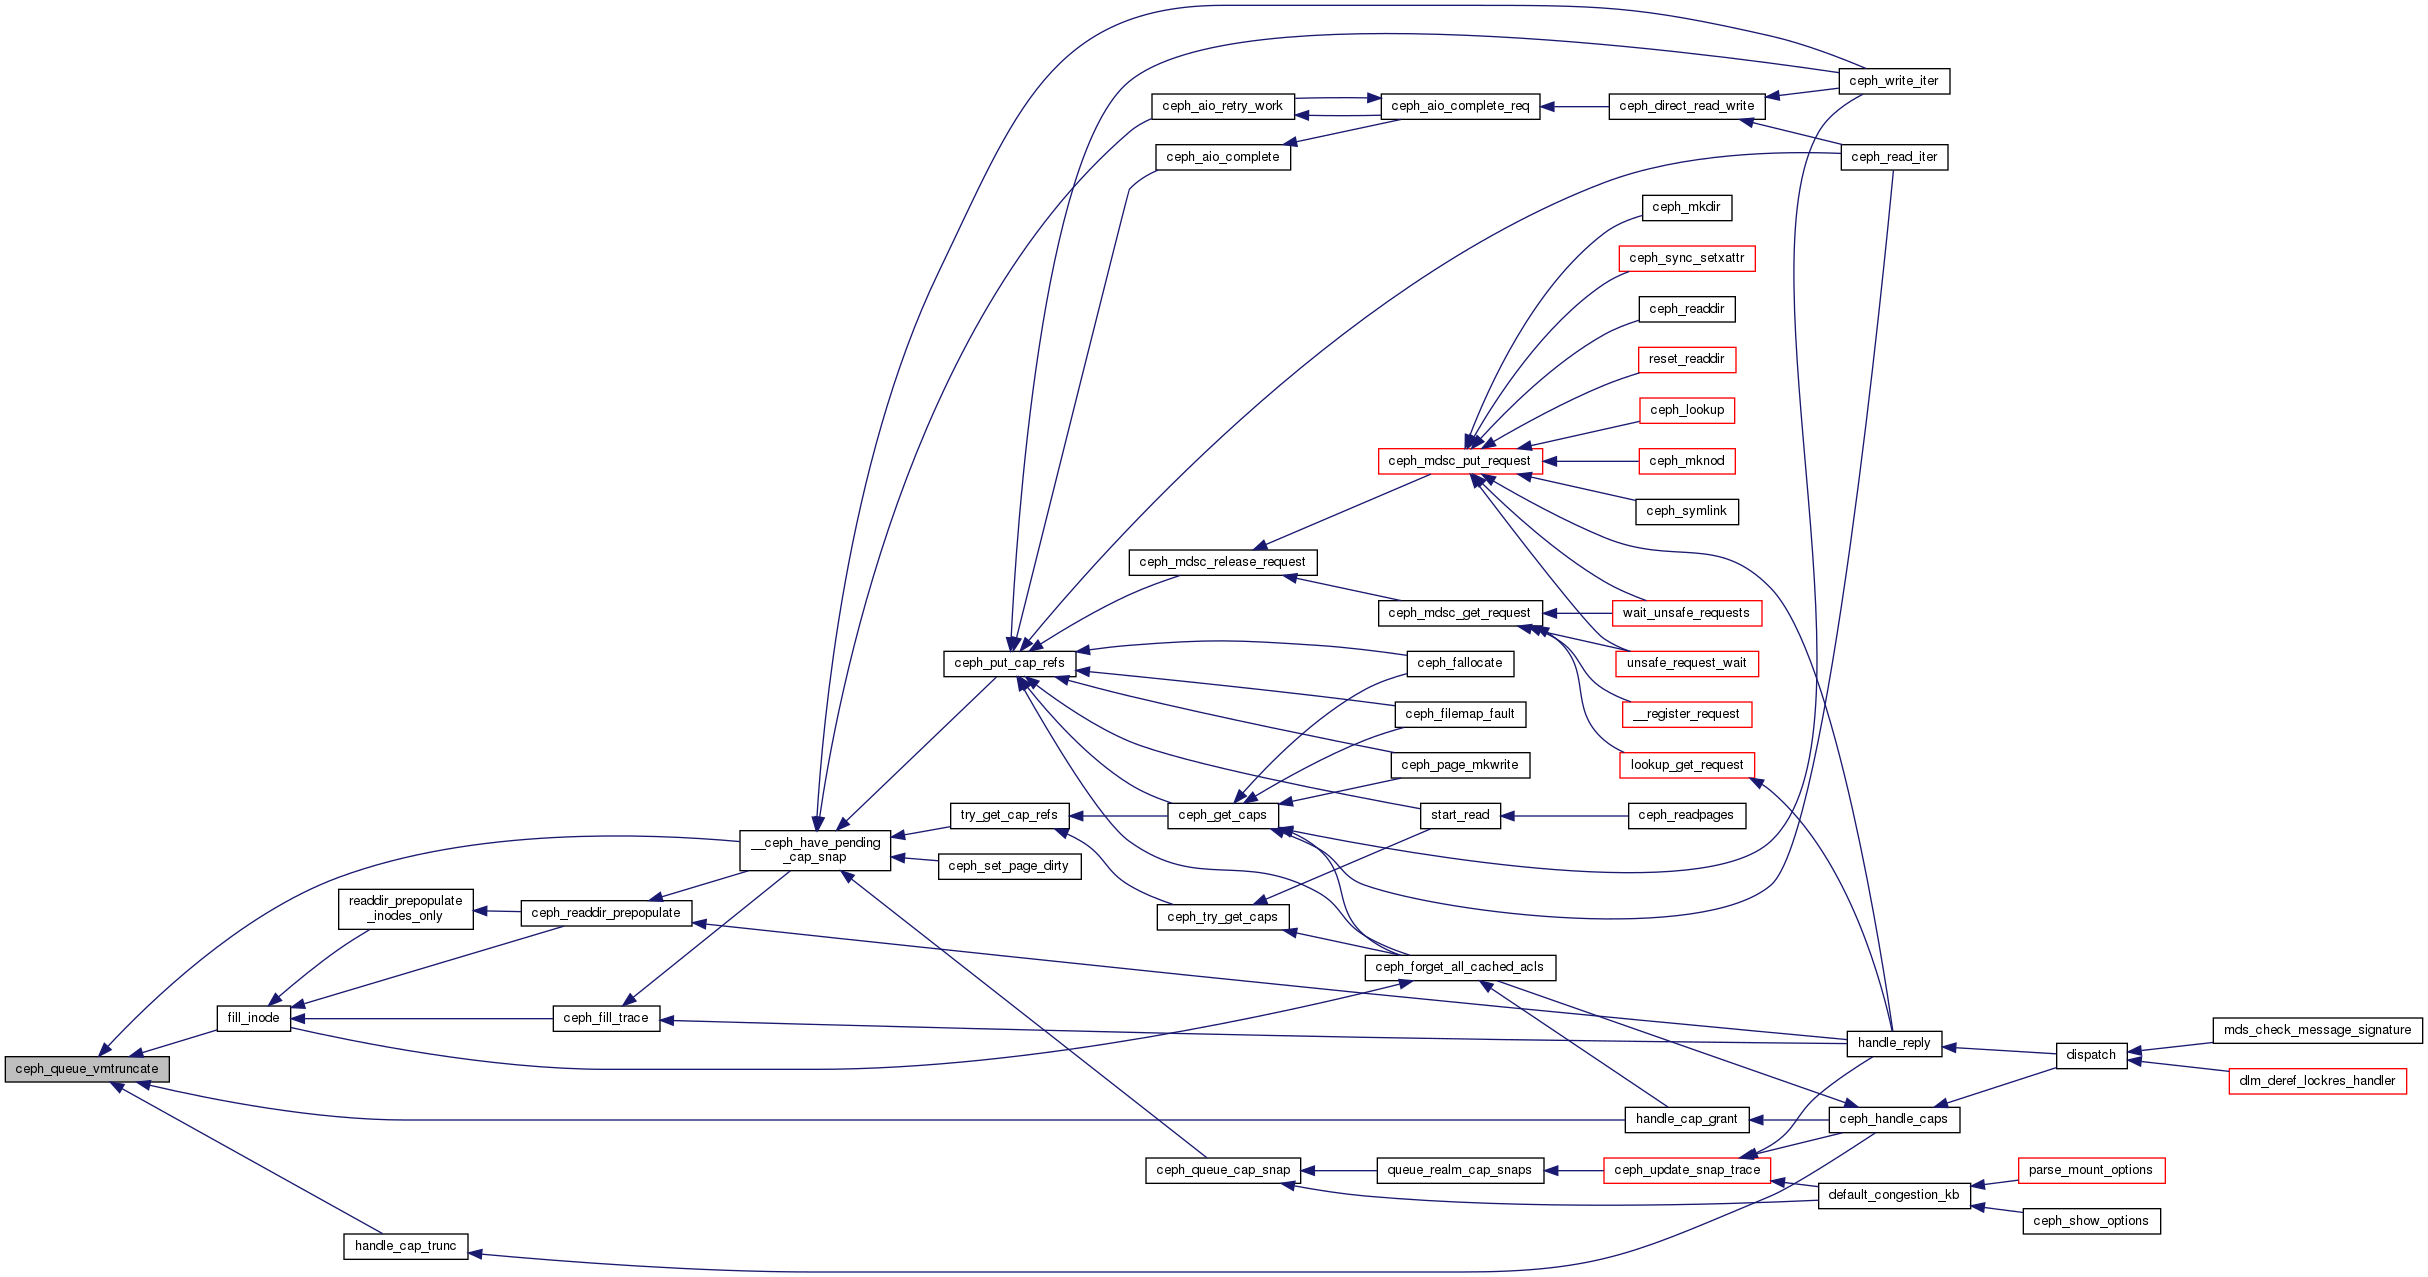 ceph_write_iter
ceph_aio_retry_work
ceph_aio_complete_req
ceph_direct_read_write
ceph_aio_complete
ceph_read_iter
ceph_mkdir
ceph_sync_setxattr
ceph_readdir
reset_readdir
ceph_lookup
ceph_mdsc_put_request
ceph_mknod
ceph_symlink
ceph_mdsc_release_request
ceph_mdsc_get_request
wait_unsafe_requests
ceph_put_cap_refs
ceph_fallocate
unsafe_request_wait
ceph_filemap_fault
__register_request
ceph_page_mkwrite
lookup_get_request
try_get_cap_refs
ceph_get_caps
start_read
ceph_readpages
__ceph_have_pending
_cap_snap
ceph_set_page_dirty
readdir_prepopulate
_inodes_only
ceph_readdir_prepopulate
ceph_try_get_caps
ceph_forget_all_cached_acls
fill_inode
ceph_fill_trace
handle_reply
mds_check_message_signature
dispatch
ceph_queue_vmtruncate
dlm_deref_lockres_handler
handle_cap_grant
ceph_handle_caps
ceph_queue_cap_snap
queue_realm_cap_snaps
ceph_update_snap_trace
parse_mount_options
default_congestion_kb
ceph_show_options
handle_cap_trunc